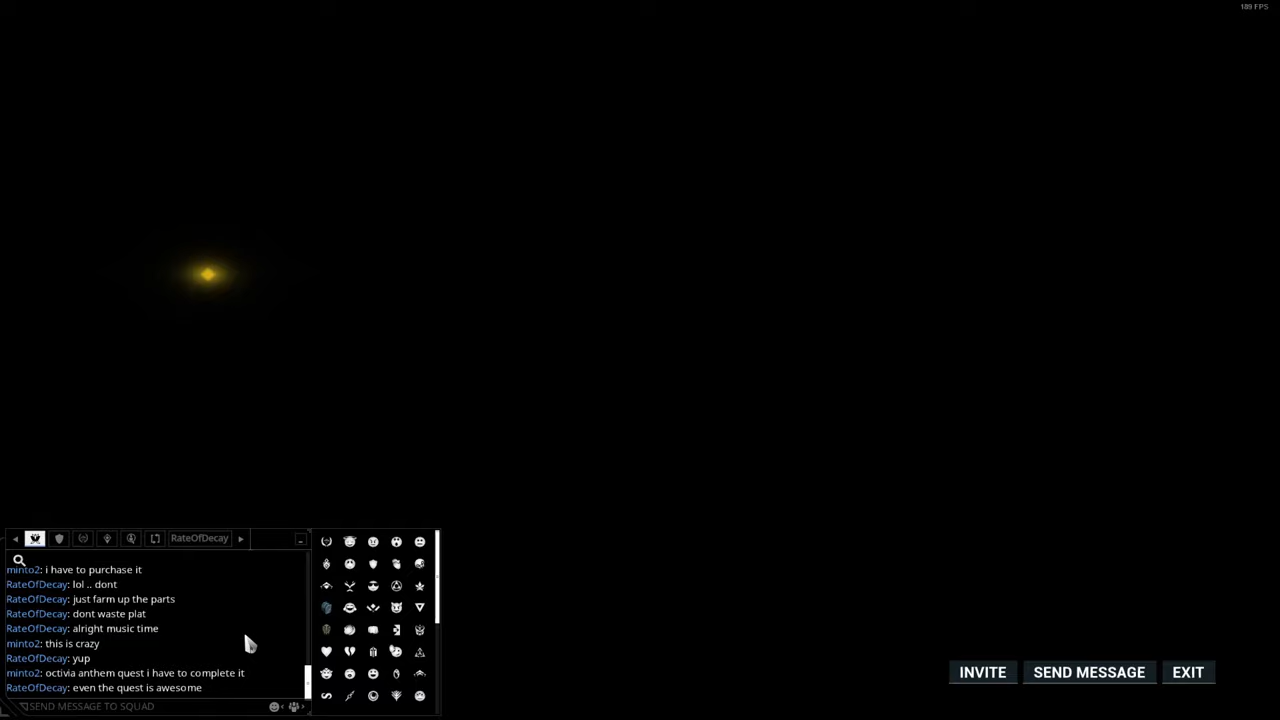 189 FPS
RateOfDecay
minto2: i have to purchase it
RateOfDecay: lol .. dont
RateOfDecay: just farm up the parts
RateOfDecay: dont waste plat
RateOfDecay: alright music time
minto2: this is crazy
RateOfDecay: yup
minto2: octivia anthem quest i have to complete it
RateOfDecay: even the quest is awesome
SEND MESSAGE TO SQUAD
INVITE SEND MESSAGE EXIT